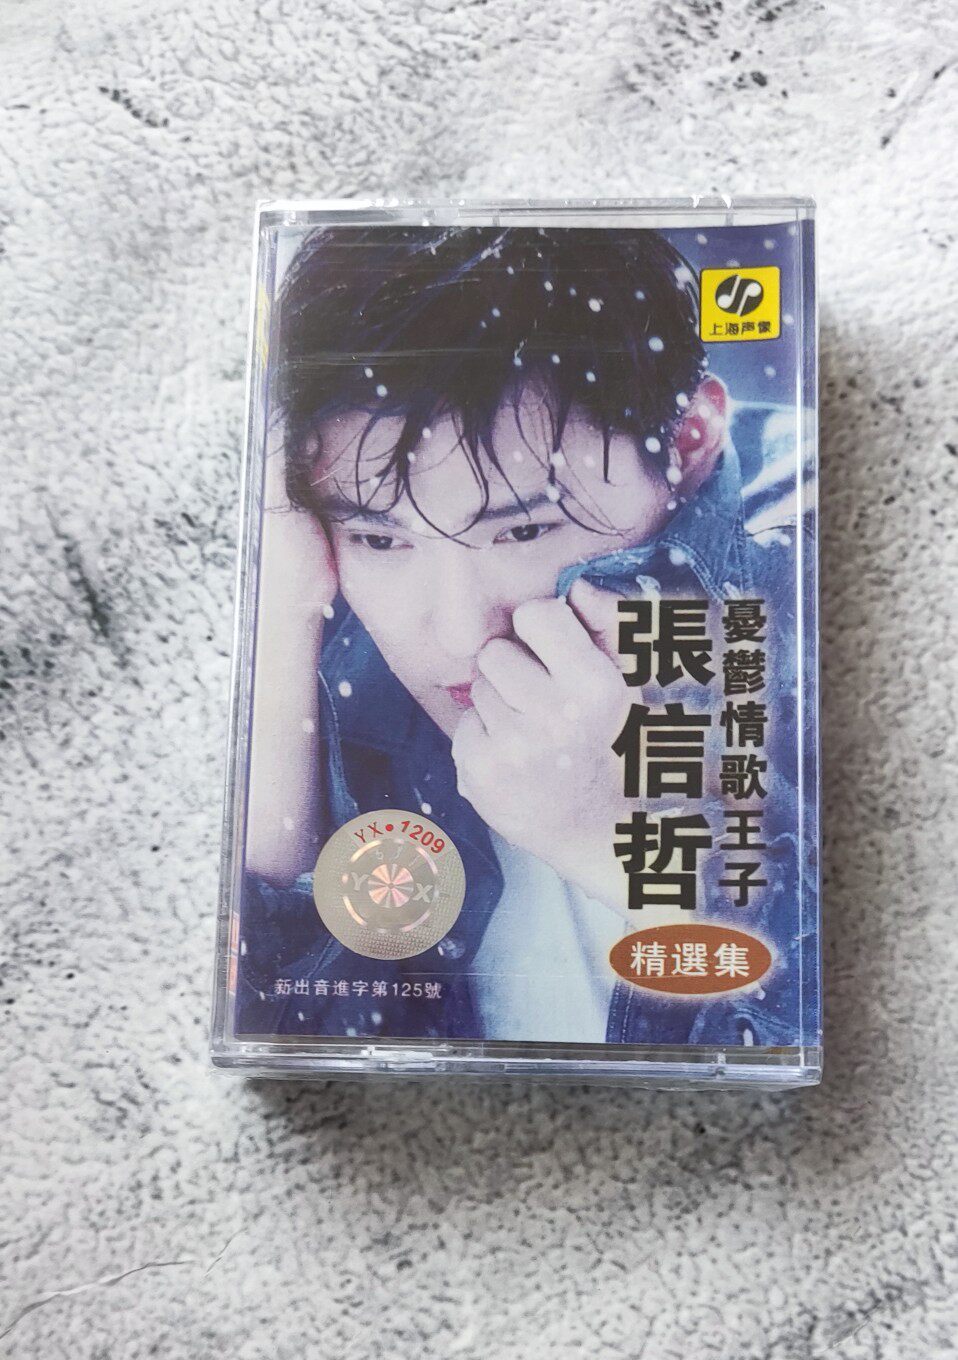 上海声像
張信哲
憂鬱情歌王子
精選集
YX•1209
YX
新出音進字第125號